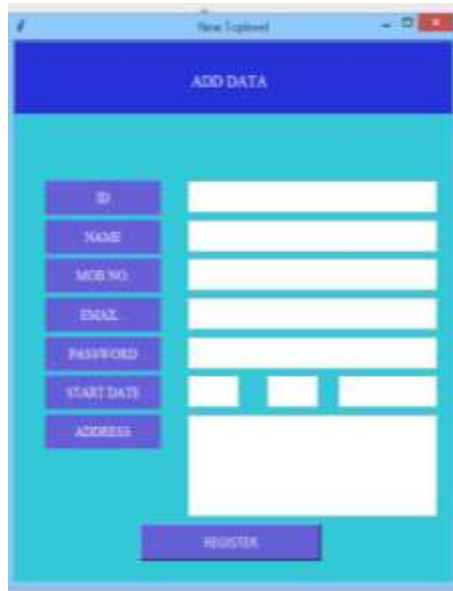 New Toplevel
ADD DATA
ID
NAME
MOB NO.
EMAIL
PASSWORD
START DATE
ADDRESS
REGISTER